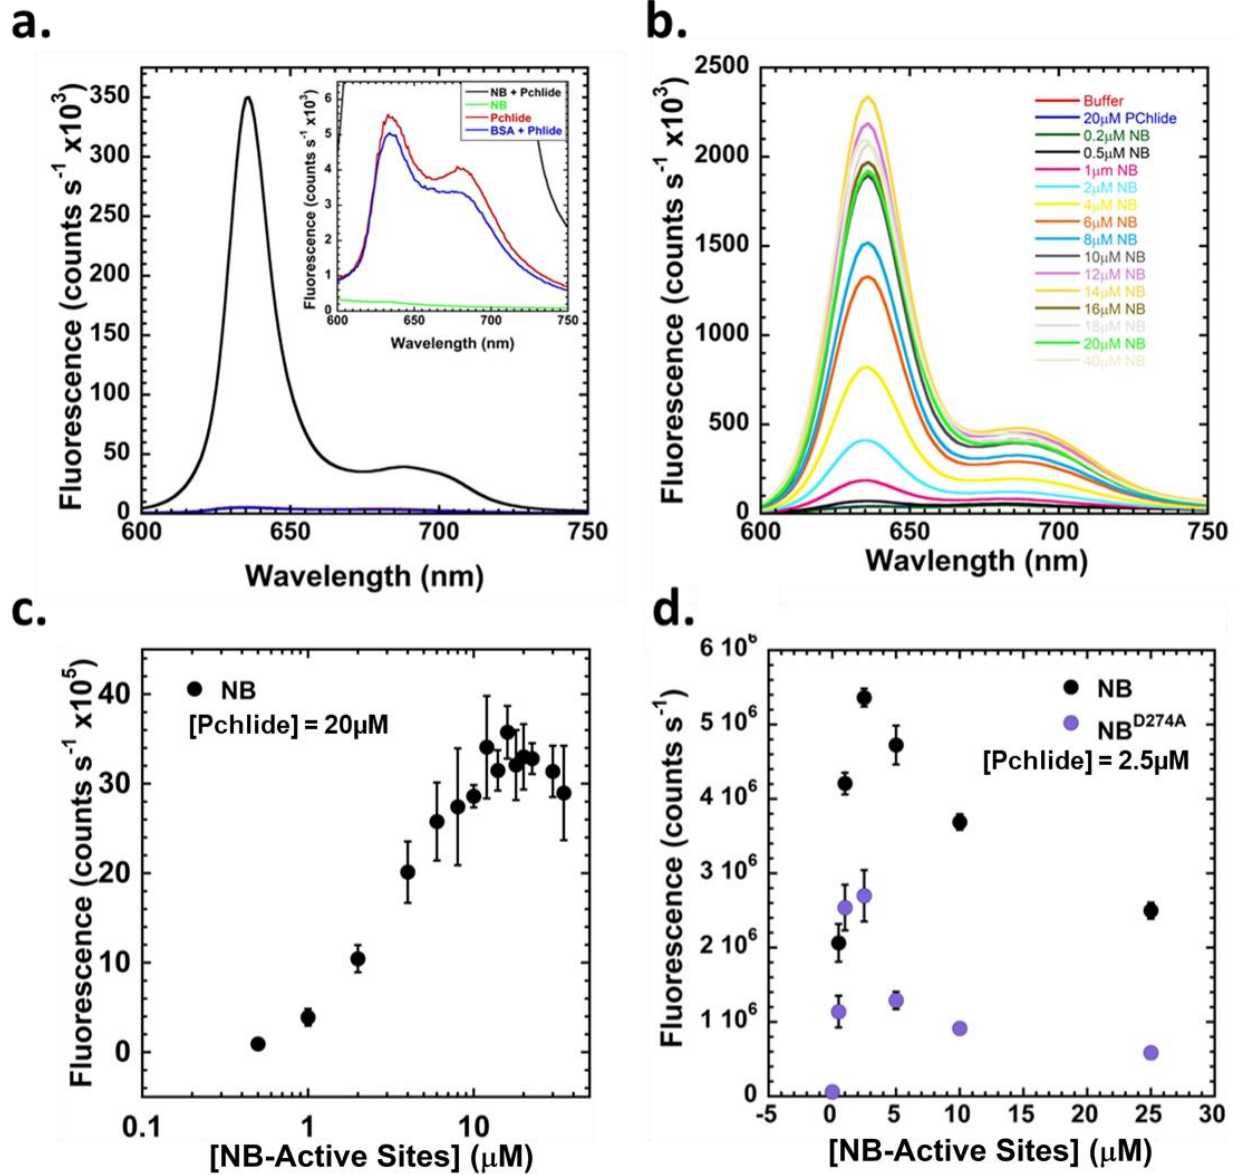 a.
Fluorescence (counts s⁻¹ x10³)
350
300
250
200
150
100
50
0
600
650
700
750
Wavelength (nm)
Fluorescence (counts s⁻¹ x10³)
6
5
4
3
2
1
0
600
650
700
750
Wavelength (nm)
NB + Pchlide
NB
Pchlide
BSA + Phlide
b.
Fluorescence (counts s⁻¹ x10³)
2500
2000
1500
1000
500
0
600
650
700
750
Wavlength (nm)
Buffer
20μM PChlide
0.2μM NB
0.5μM NB
1μm NB
2μM NB
4μM NB
6μM NB
8μM NB
10μM NB
12μM NB
14μM NB
16μM NB
18μM NB
20μM NB
40μM NB
c.
Fluorescence (counts s⁻¹ x10⁵)
40
30
20
10
0
0.1
1
10
[NB-Active Sites] (μM)
NB
[Pchlide] = 20μM
d.
Fluorescence (counts s⁻¹)
6 10⁶
5 10⁶
4 10⁶
3 10⁶
2 10⁶
1 10⁶
0
-5
0
5
10
15
20
25
30
[NB-Active Sites] (μM)
NB
NB^D274A
[Pchlide] = 2.5μM